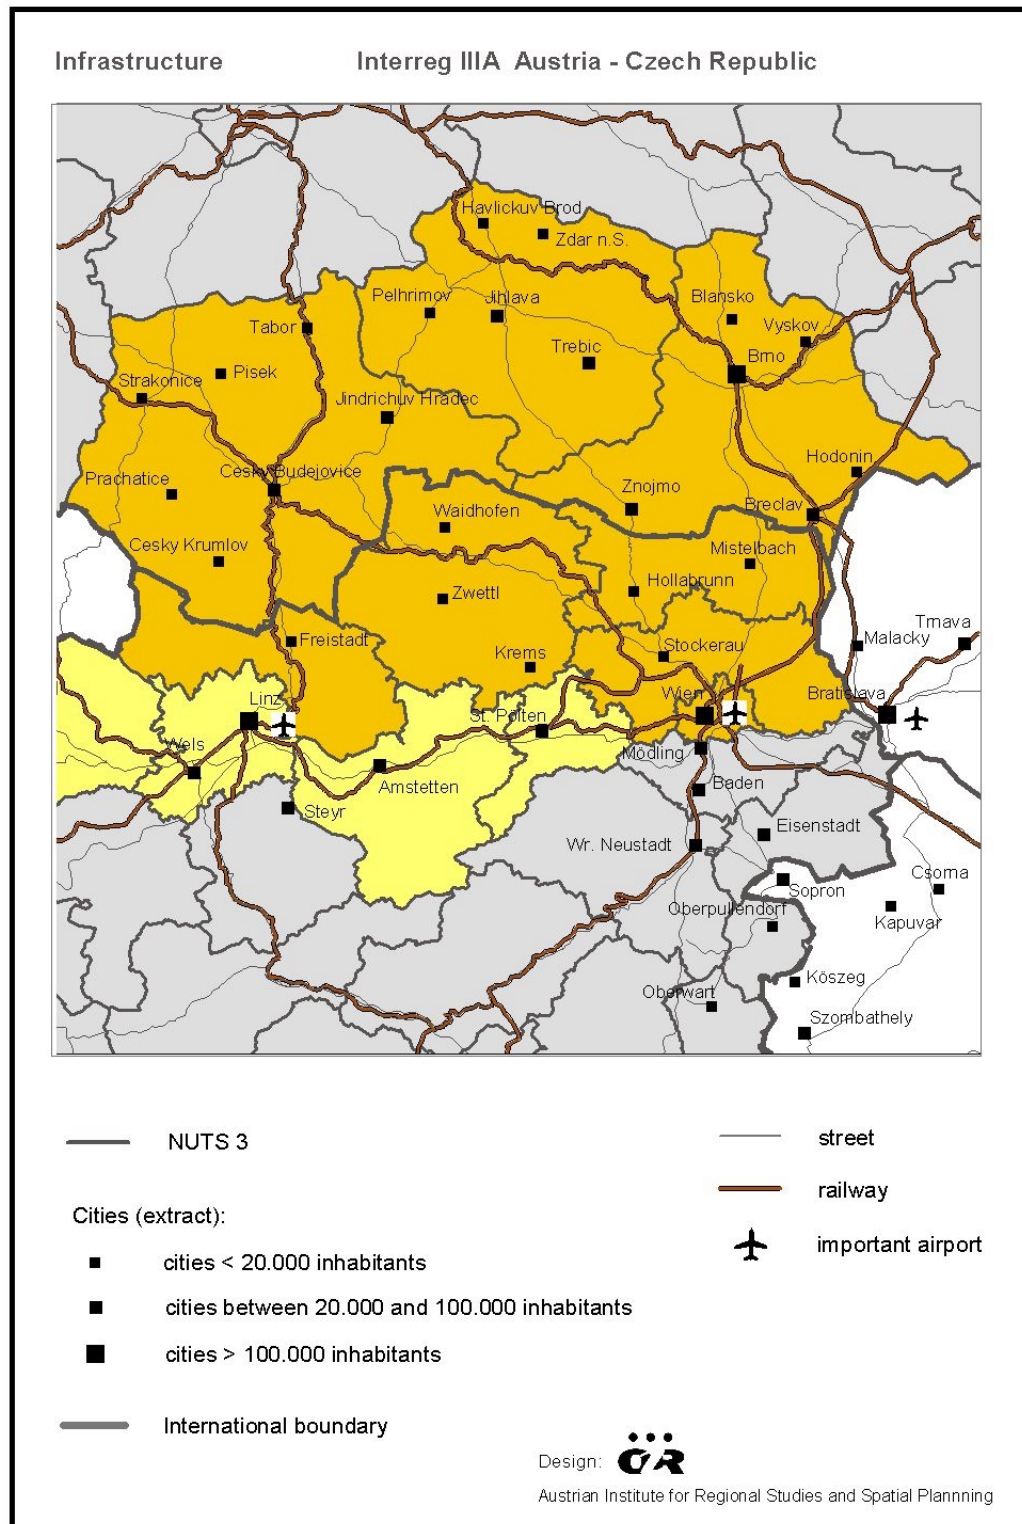 Infrastructure
Interreg IIIA Austria - Czech Republic
Havlickuv Brod
Zdar n.S.
Pelhrimov
Jihlava
Blansko
Tabor
Vyskov
Trebic
Brno
Pisek
Strakonice
Jindrichuv Hradec
Hodonin
Cesky Budejovice
Prachatice
Znojmo
Breclav
Waidhofen
Cesky Krumlov
Mistelbach
Hollabrunn
Zwettl
Trnava
Freistadt
Stockerau
Malacky
Krems
Linz
Wien
Bratislava
St. Pölten
Wels
Mödling
Amstetten
Baden
Steyr
Eisenstadt
Wr. Neustadt
Csorna
Sopron
Oberpullendorf
Kapuvar
Köszeg
Oberwart
Szombathely
NUTS 3
street
railway
Cities (extract):
important airport
cities < 20.000 inhabitants
cities between 20.000 and 100.000 inhabitants
cities > 100.000 inhabitants
International boundary
Design: ÖIR
Austrian Institute for Regional Studies and Spatial Plannning